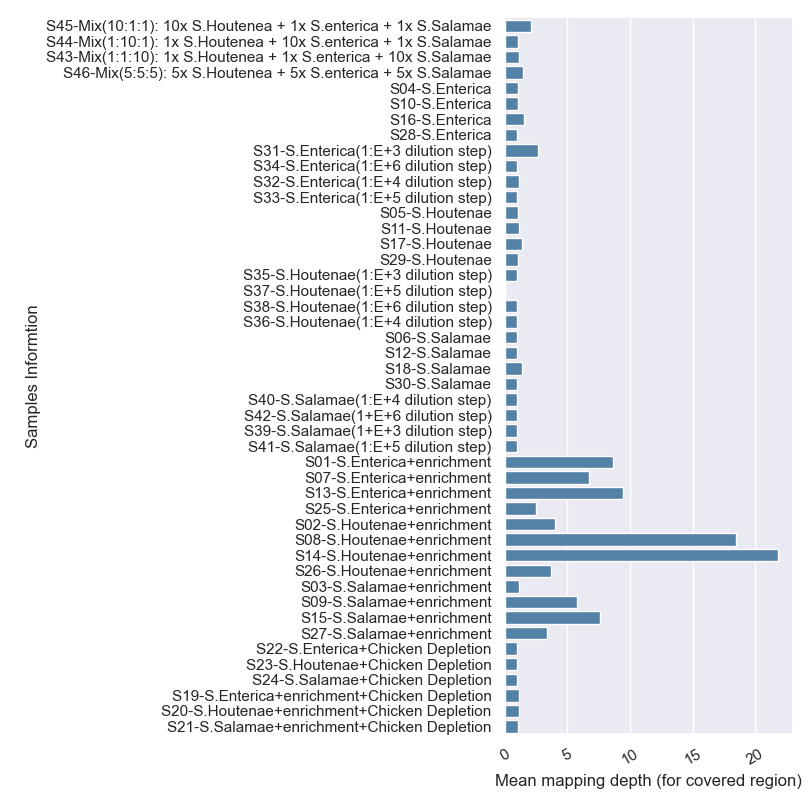 S45-Mix(10:1:1): 10x S.Houtenea + 1x S.enterica + 1x S.Salamae
S44-Mix(1:10:1): 1x S.Houtenea + 10x S.enterica + 1x S.Salamae
S43-Mix(1:1:10): 1x S.Houtenea + 1x S.enterica + 10x S.Salamae
S46-Mix(5:5:5): 5x S.Houtenea + 5x S.enterica + 5x S.Salamae
S04-S.Enterica
S10-S.Enterica
S16-S.Enterica
S28-S.Enterica
S31-S.Enterica(1:E+3 dilution step)
S34-S.Enterica(1:E+6 dilution step)
S32-S.Enterica(1:E+4 dilution step)
S33-S.Enterica(1:E+5 dilution step)
S05-S.Houtenae
S11-S.Houtenae
S17-S.Houtenae
S29-S.Houtenae
S35-S.Houtenae(1:E+3 dilution step)
S37-S.Houtenae(1:E+5 dilution step)
S38-S.Houtenae(1:E+6 dilution step)
S36-S.Houtenae(1:E+4 dilution step)
S06-S.Salamae
S12-S.Salamae
S18-S.Salamae
S30-S.Salamae
S40-S.Salamae(1:E+4 dilution step)
S42-S.Salamae(1+E+6 dilution step)
S39-S.Salamae(1+E+3 dilution step)
S41-S.Salamae(1:E+5 dilution step)
S01-S.Enterica+enrichment
S07-S.Enterica+enrichment
S13-S.Enterica+enrichment
S25-S.Enterica+enrichment
S02-S.Houtenae+enrichment
S08-S.Houtenae+enrichment
S14-S.Houtenae+enrichment
S26-S.Houtenae+enrichment
S03-S.Salamae+enrichment
S09-S.Salamae+enrichment
S15-S.Salamae+enrichment
S27-S.Salamae+enrichment
S22-S.Enterica+Chicken Depletion
S23-S.Houtenae+Chicken Depletion
S24-S.Salamae+Chicken Depletion
S19-S.Enterica+enrichment+Chicken Depletion
S20-S.Houtenae+enrichment+Chicken Depletion
S21-S.Salamae+enrichment+Chicken Depletion
Samples Informtion
0 5 10 15 20
Mean mapping depth (for covered region)